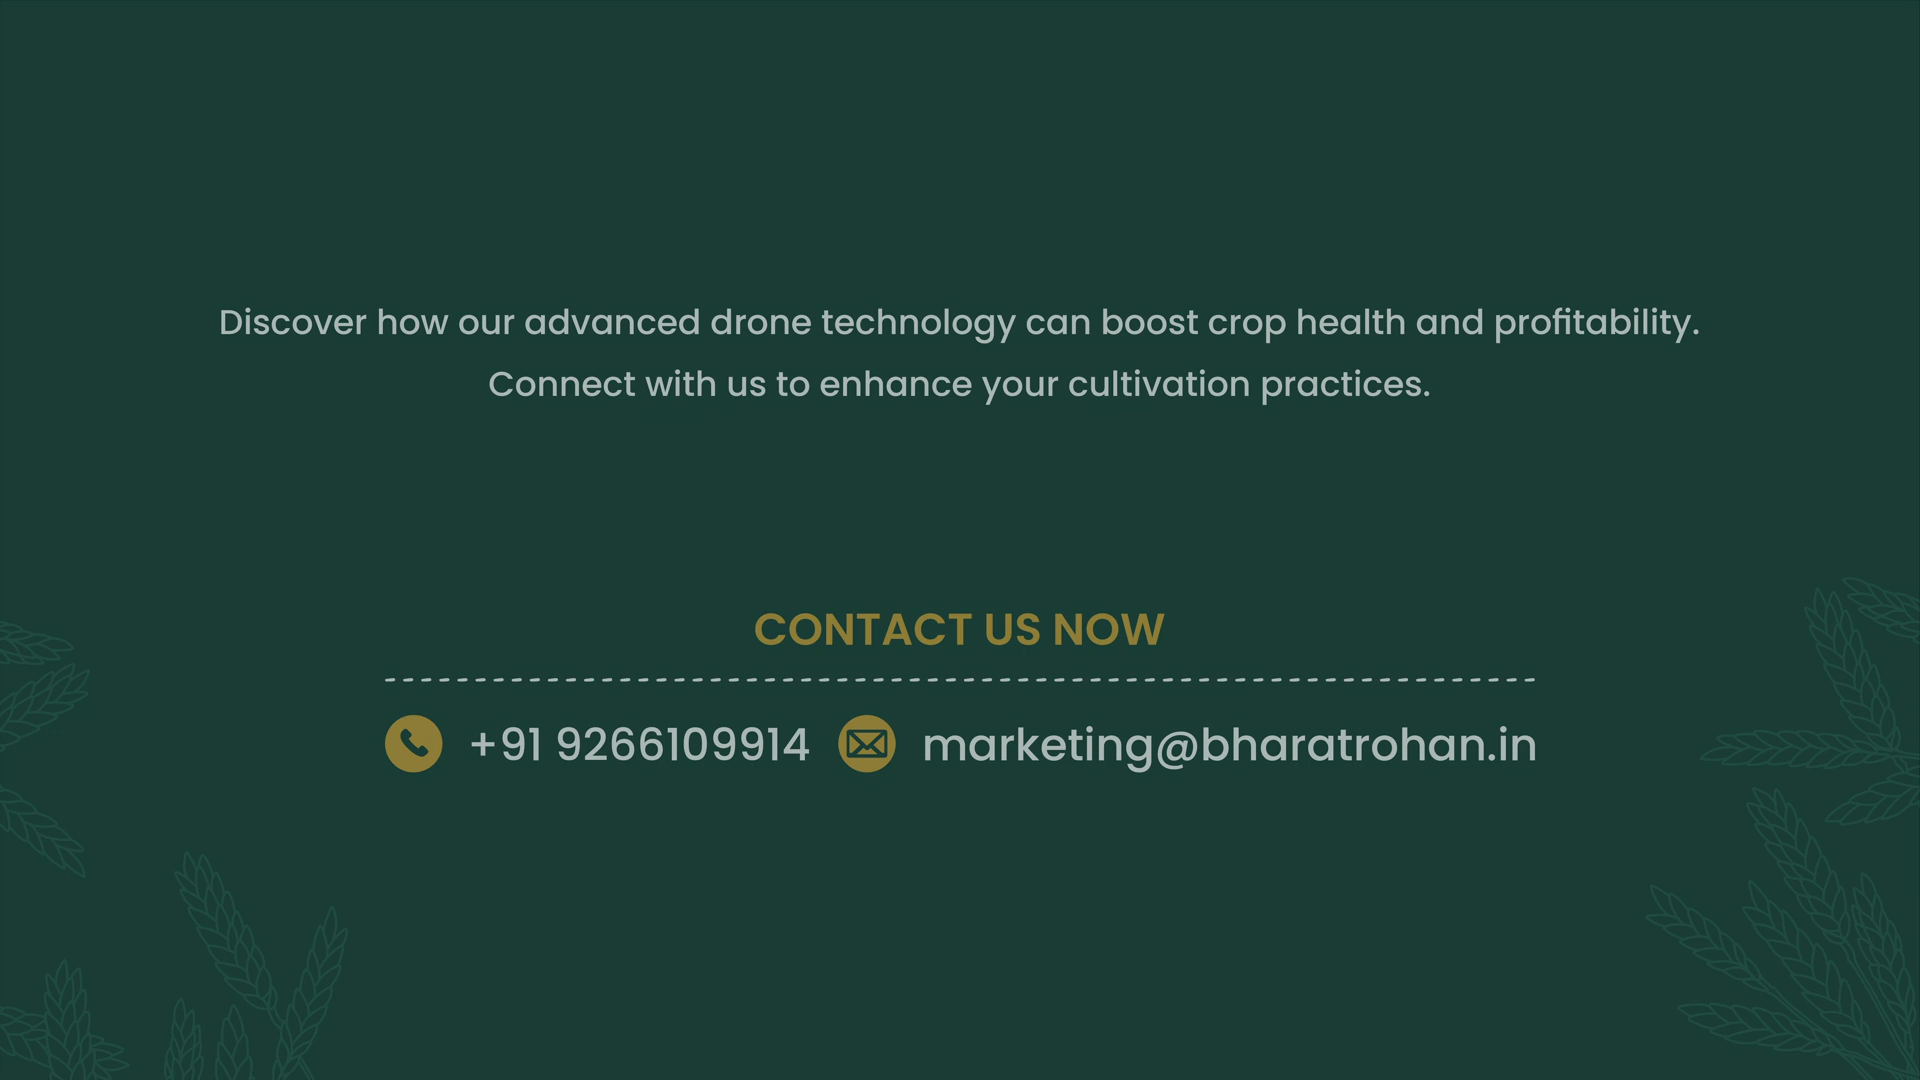 Discover how our advanced drone technology can boost crop health and profitability.
Connect with us to enhance your cultivation practices.
CONTACT US NOW
+91 9266109914 marketing@bharatrohan.in